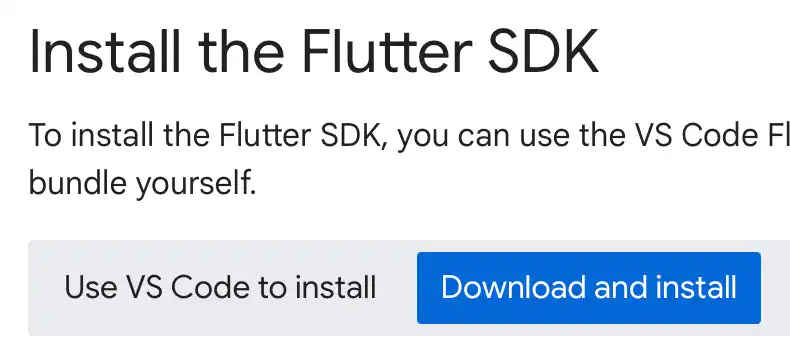 Install the Flutter SDK
To install the Flutter SDK, you can use the VS Code Fl
bundle yourself.
Use VS Code to install
Download and install